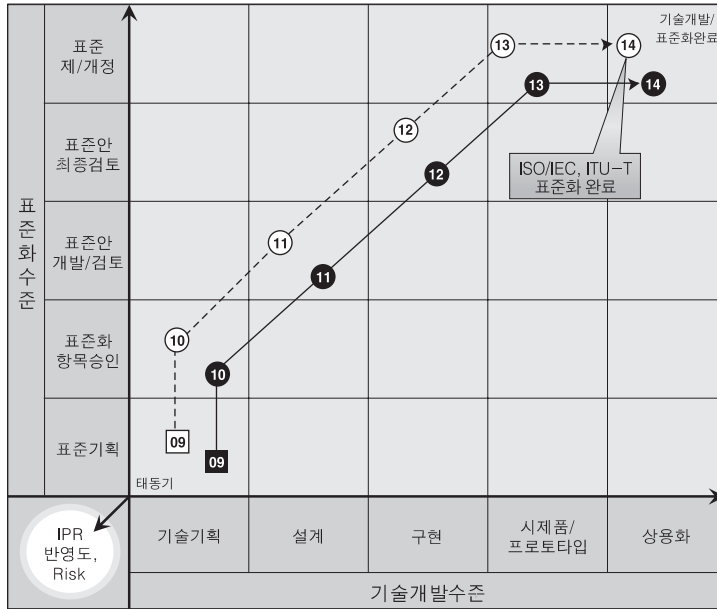 기술개발/
표준화완료
표준
제/개정
13
14
13
14
표준안
최종검토
12
12
ISO/IEC, ITU-T
표준화 완료
표준화수준
표준안
개발/검토
11
11
표준화
항목승인
10
10
표준기획
09
09
태동기
IPR
반영도,
Risk
기술기획
설계
구현
시제품/
프로토타입
상용화
기술개발수준